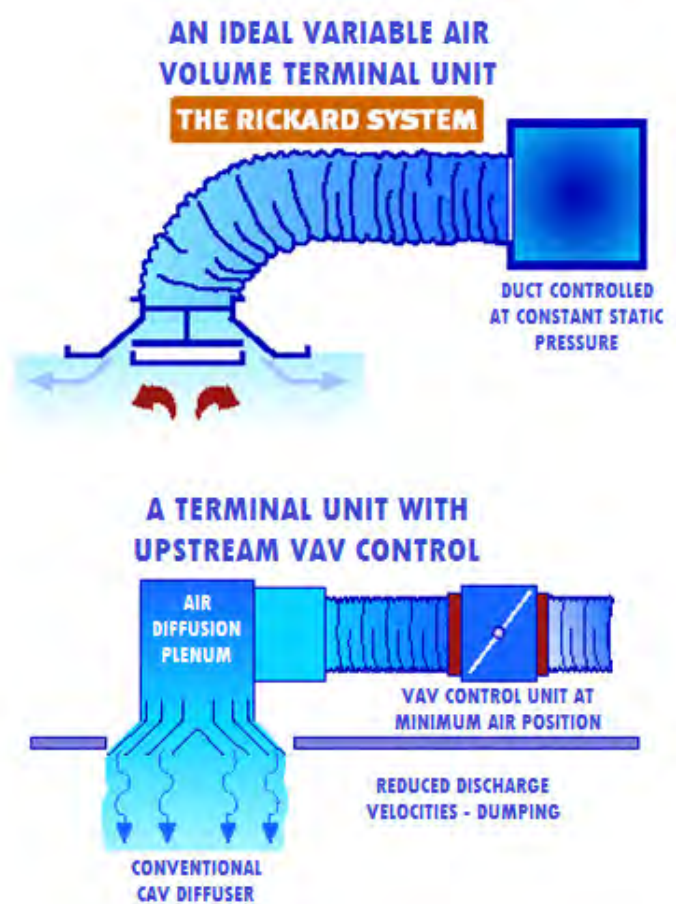 AN IDEAL VARIABLE AIR
VOLUME TERMINAL UNIT
THE RICKARD SYSTEM
DUCT CONTROLLED
AT CONSTANT STATIC
PRESSURE
A TERMINAL UNIT WITH
UPSTREAM VAV CONTROL
AIR
DIFFUSION
PLENUM
VAV CONTROL UNIT AT
MINIMUM AIR POSITION
REDUCED DISCHARGE
VELOCITIES - DUMPING
CONVENTIONAL
CAV DIFFUSER